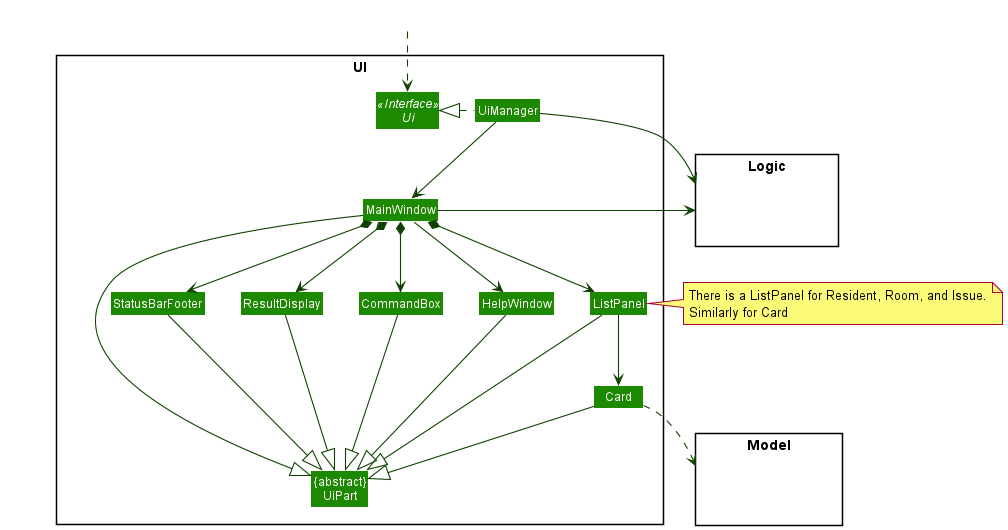 UI
«Interface»
Ui
UiManager
Logic
MainWindow
StatusBarFooter
ResultDisplay
CommandBox
HelpWindow
ListPanel
There is a ListPanel for Resident, Room, and Issue.
Similarly for Card
Card
Model
{abstract}
UiPart